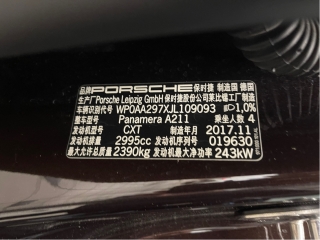 品牌 PORSCHE 保时捷 制造国 德国
生产厂 Porsche Leipzig GmbH 保时捷股份公司莱比锡工厂制造
车辆识别代号 WP0AA297XJL109093 1,0%
整车型号 Panamera A211 乘坐人数 4
发动机型号 CXT 制造年月 2017.11
发动机排量 2995cc 发动机序号 019630
最大允许总质量 2390kg 发动机最大净功率 243kW